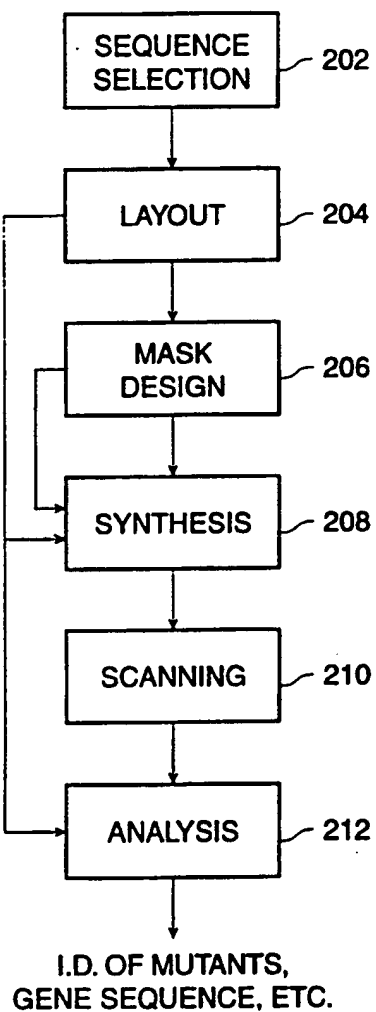 SEQUENCE
SELECTION
202
LAYOUT
204
MASK
DESIGN
206
SYNTHESIS
208
SCANNING
210
ANALYSIS
212
I.D. OF MUTANTS,
GENE SEQUENCE, ETC.